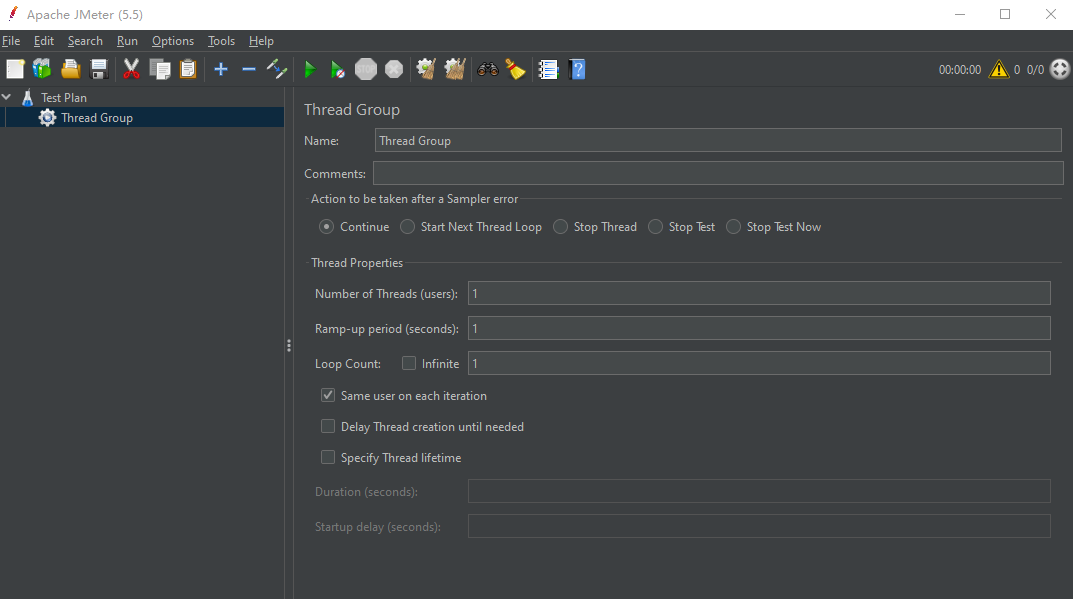 Apache JMeter (5.5)
File Edit Search Run Options Tools Help
00:00:00 0 0/0
Test Plan
Thread Group
Thread Group
Name: Thread Group
Comments:
Action to be taken after a Sampler error
Continue Start Next Thread Loop Stop Thread Stop Test Stop Test Now
Thread Properties
Number of Threads (users): 1
Ramp-up period (seconds): 1
Loop Count: Infinite 1
Same user on each iteration
Delay Thread creation until needed
Specify Thread lifetime
Duration (seconds):
Startup delay (seconds):